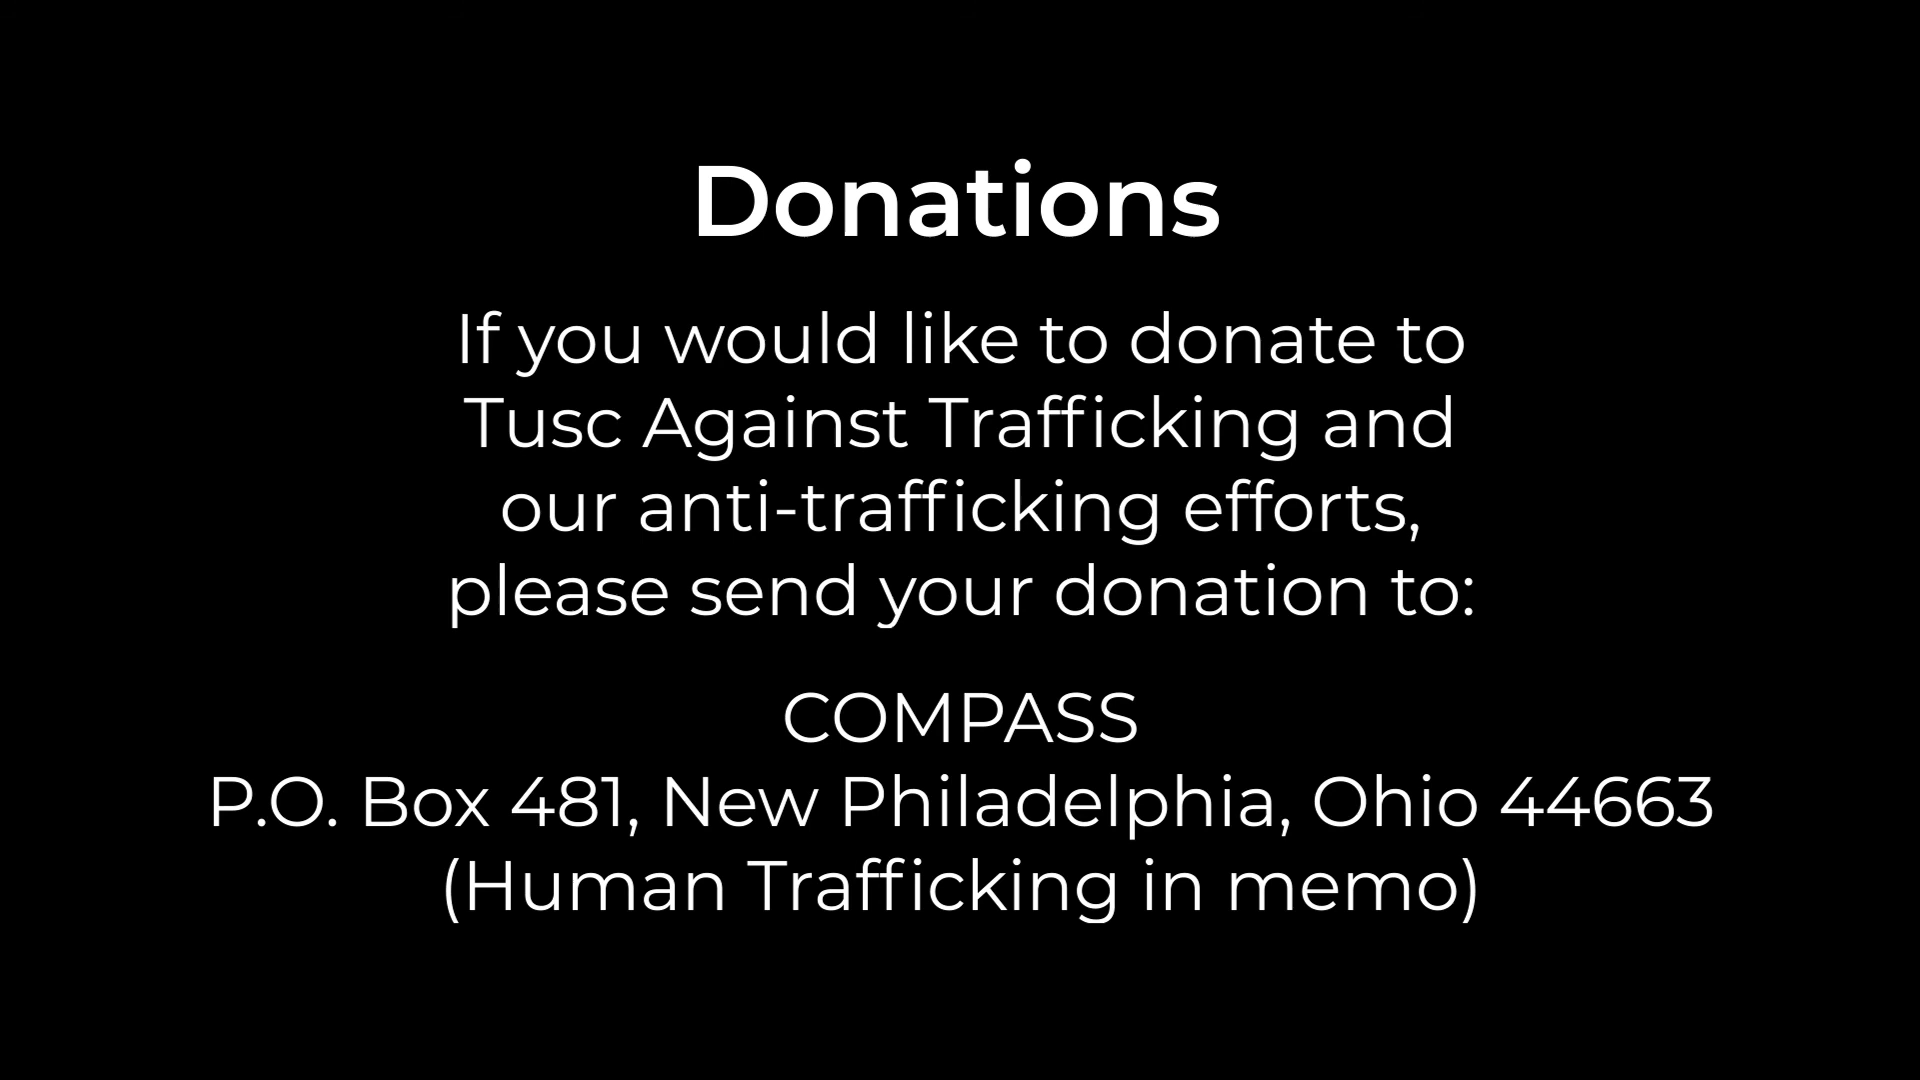 Donations
If you would like to donate to
Tusc Against Trafficking and
our anti-trafficking efforts,
please send your donation to:
COMPASS
P.O. Box 481, New Philadelphia, Ohio 44663
(Human Trafficking in memo)